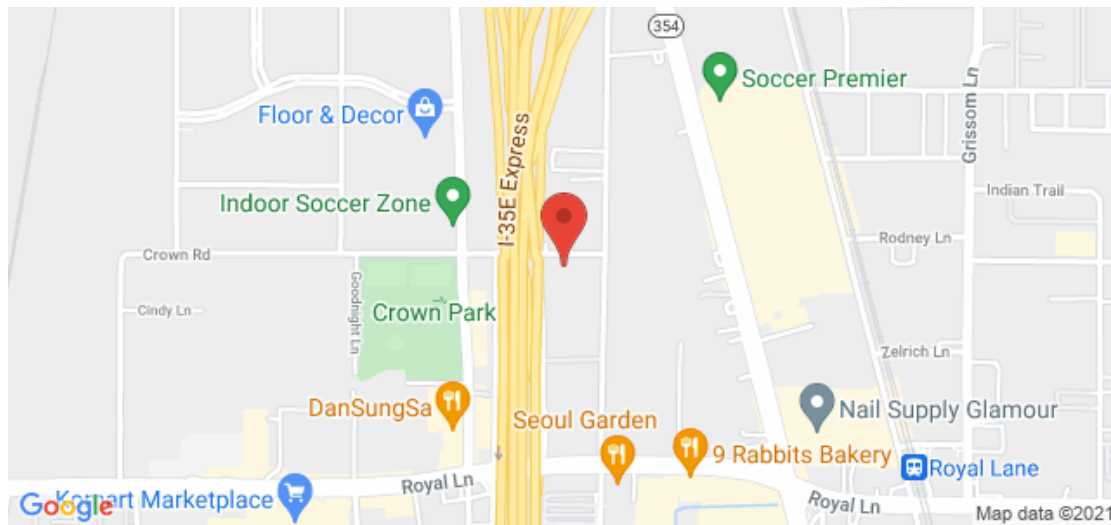 354
Soccer Premier
Grissom Ln
Floor & Decor
I-35E Express
Indoor Soccer Zone
Indian Trail
Rodney Ln
Crown Rd
Goodnight Ln
Crown Park
Cindy Ln
Zelrich Ln
DanSungSa
Seoul Garden
Nail Supply Glamour
9 Rabbits Bakery
Royal Lane
Royal Ln
Marketplace
Royal Ln
Google
Map data ©2021